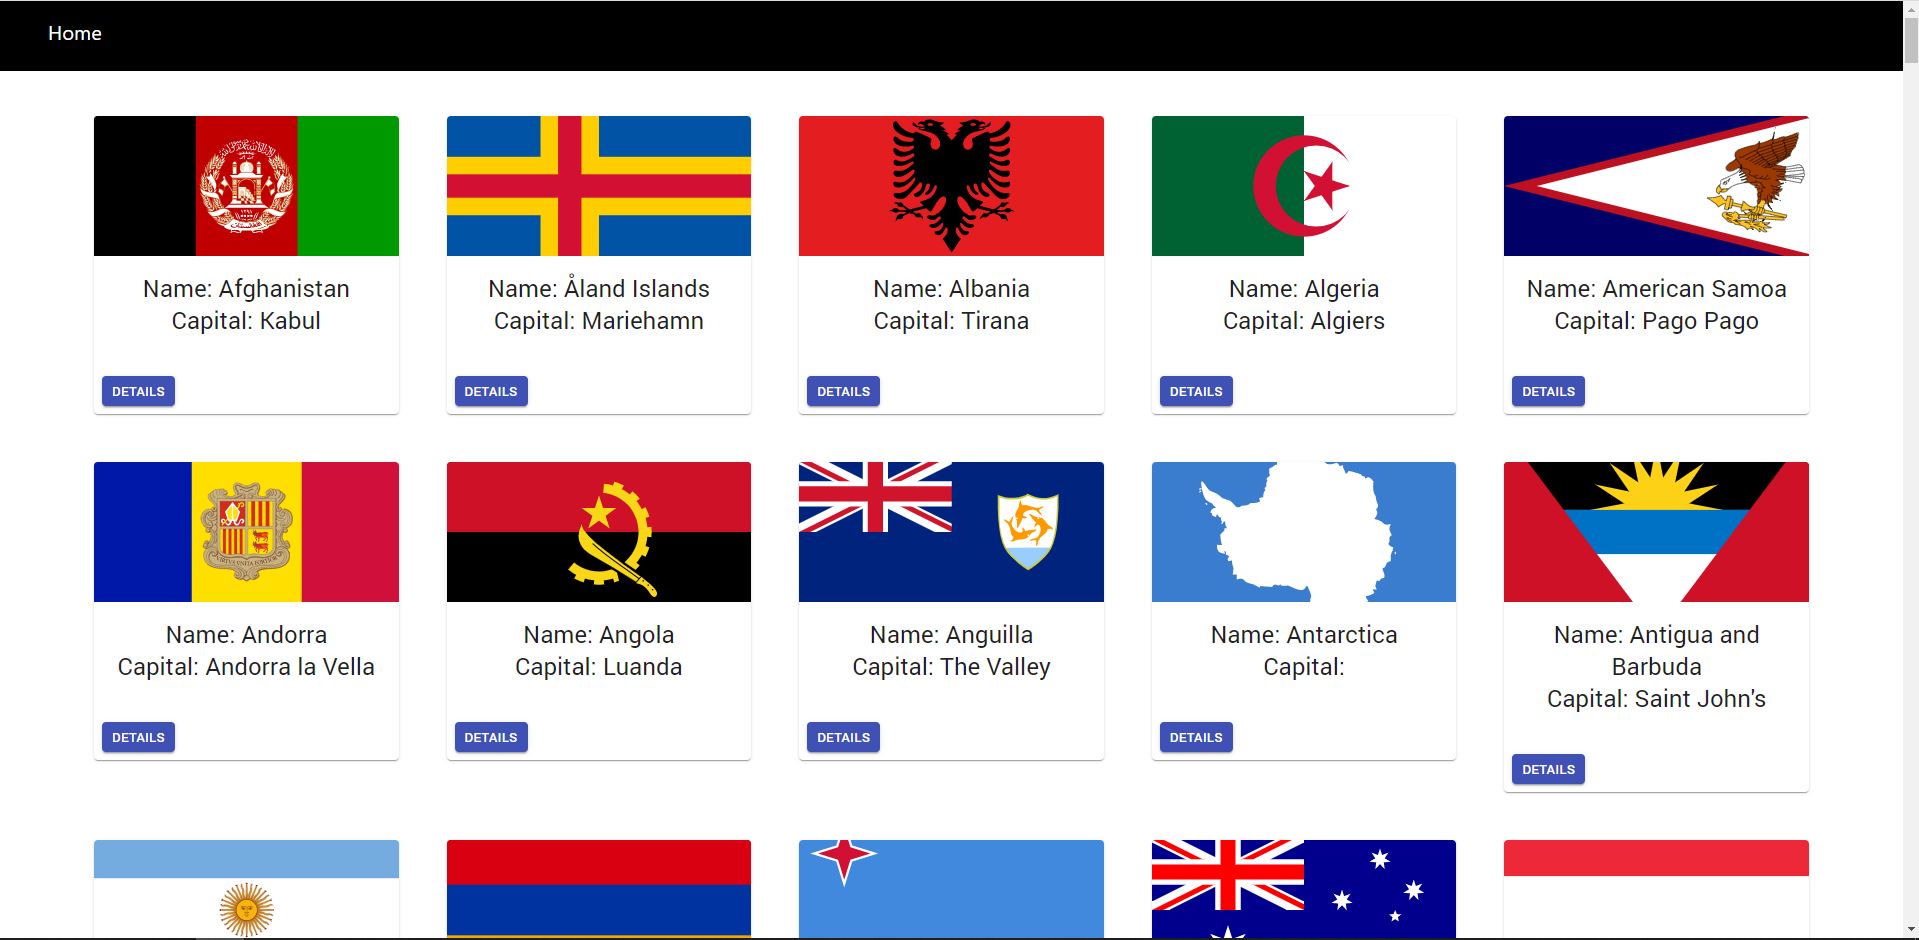 Home
Name: Afghanistan
Capital: Kabul
DETAILS
Name: Åland Islands
Capital: Mariehamn
DETAILS
Name: Albania
Capital: Tirana
DETAILS
Name: Algeria
Capital: Algiers
DETAILS
Name: American Samoa
Capital: Pago Pago
DETAILS
Name: Andorra
Capital: Andorra la Vella
DETAILS
Name: Angola
Capital: Luanda
DETAILS
Name: Anguilla
Capital: The Valley
DETAILS
Name: Antarctica
Capital:
DETAILS
Name: Antigua and
Barbuda
Capital: Saint John's
DETAILS